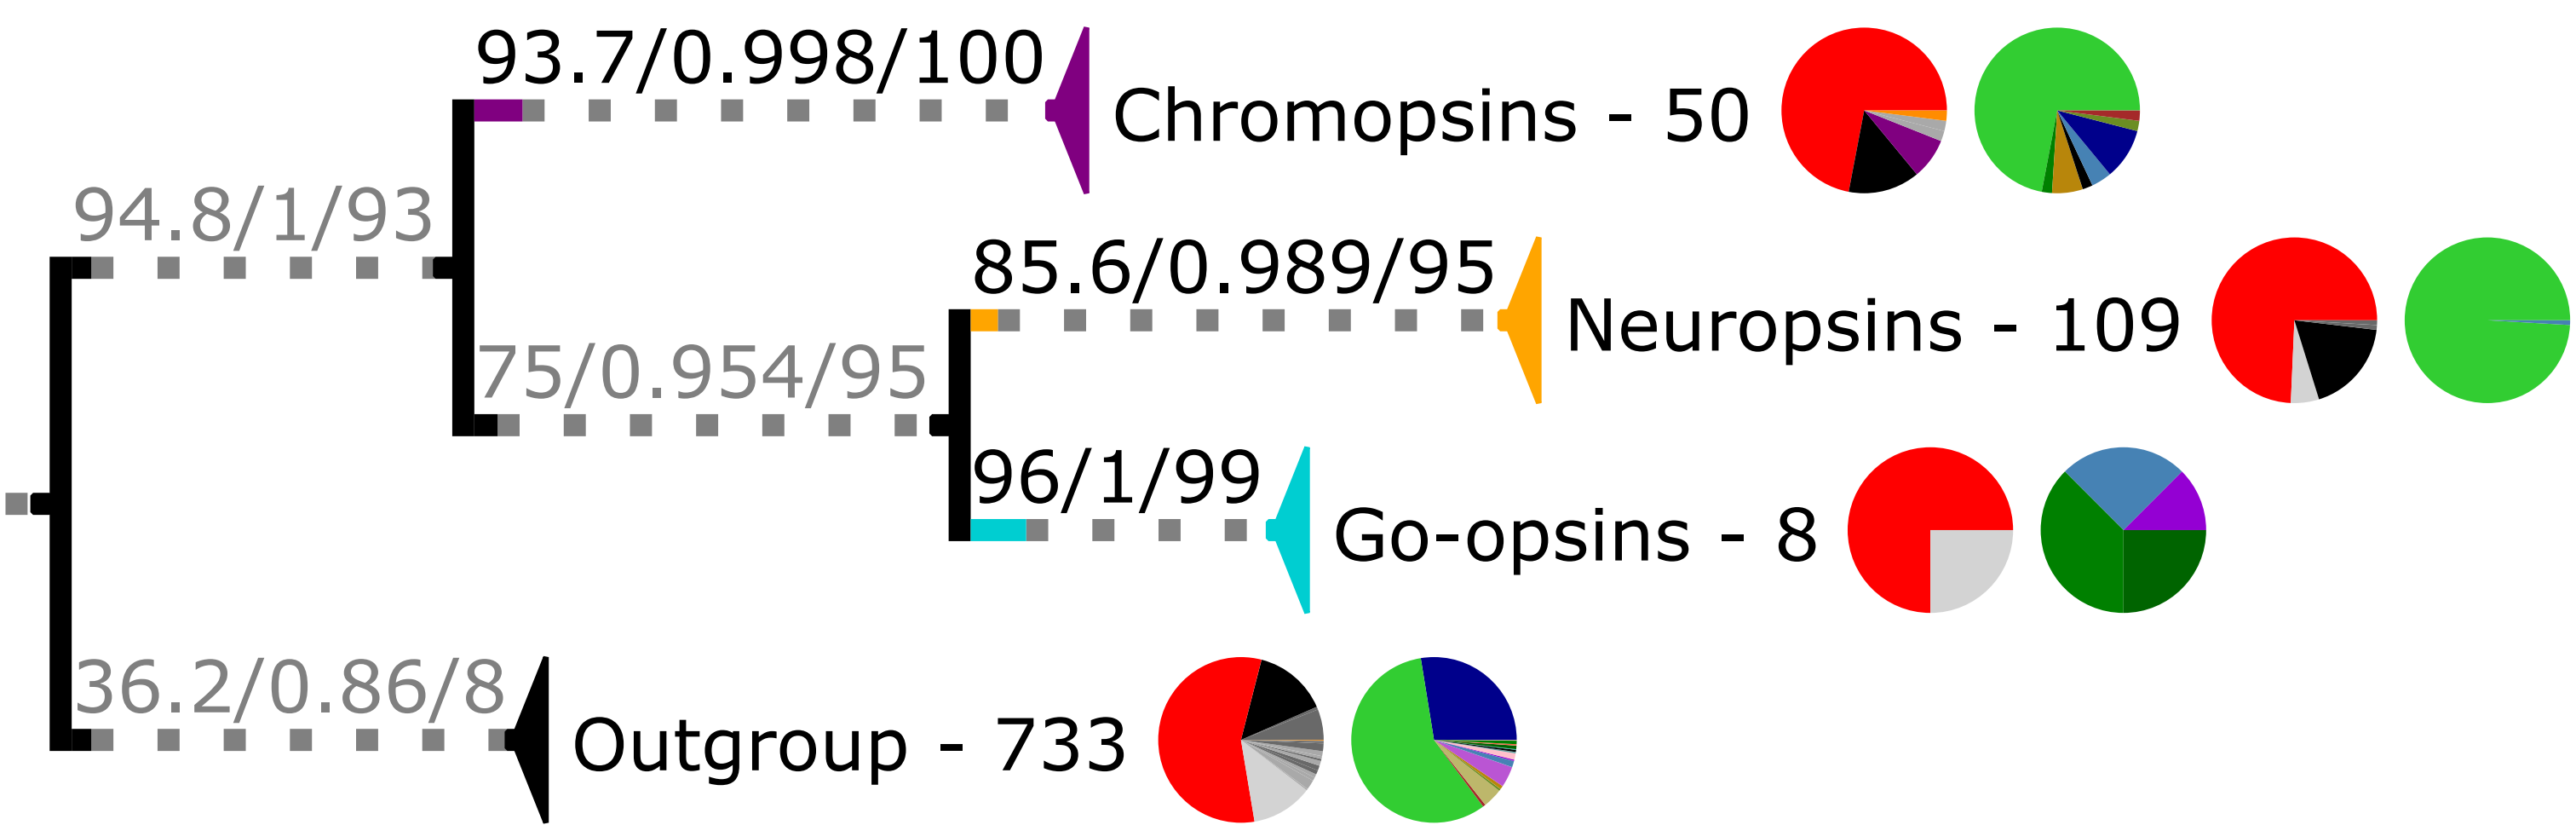 93.7/0.998/100
Chromopsins - 50
94.8/1/93
85.6/0.989/95
Neuropsins - 109
75/0.954/95
96/1/99
Go-opsins - 8
36.2/0.86/8
Outgroup - 733